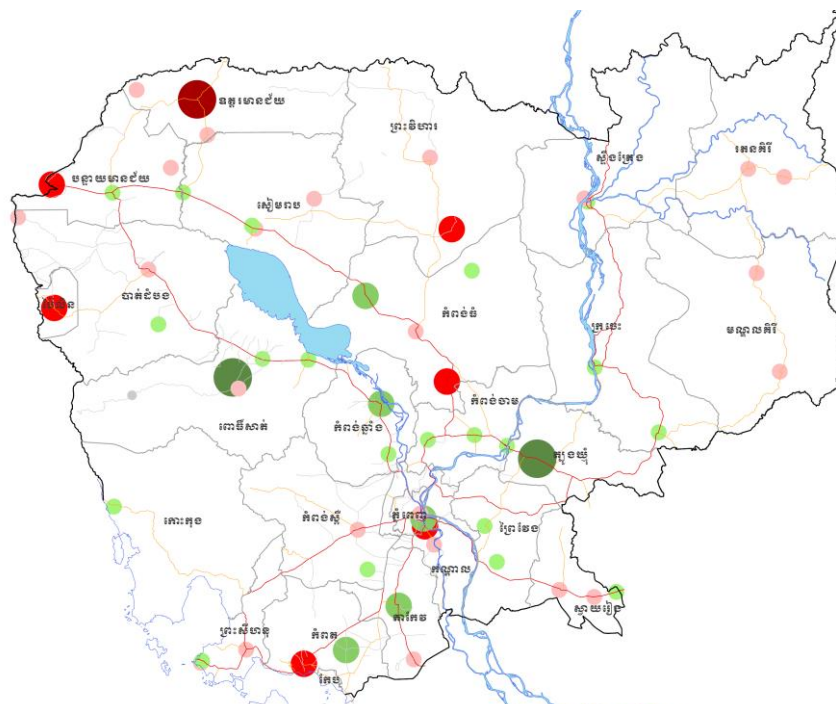 ឧត្តរមានជ័យ
ព្រះវិហារ
ស្ទឹងត្រែង
រតនគិរី
បន្ទាយមានជ័យ
សៀមរាប
បាត់ដំបង
កំពង់ធំ
ក្រចេះ
មណ្ឌលគិរី
ពោធិ៍សាត់
កំពង់ឆ្នាំង
កំពង់ចាម
ត្បូងឃ្មុំ
កោះកុង
កំពង់ស្ពឺ
ភ្នំពេញ
ព្រៃវែង
កណ្តាល
ស្វាយរៀង
តាកែវ
ព្រះសីហនុ
កំពត
កែប